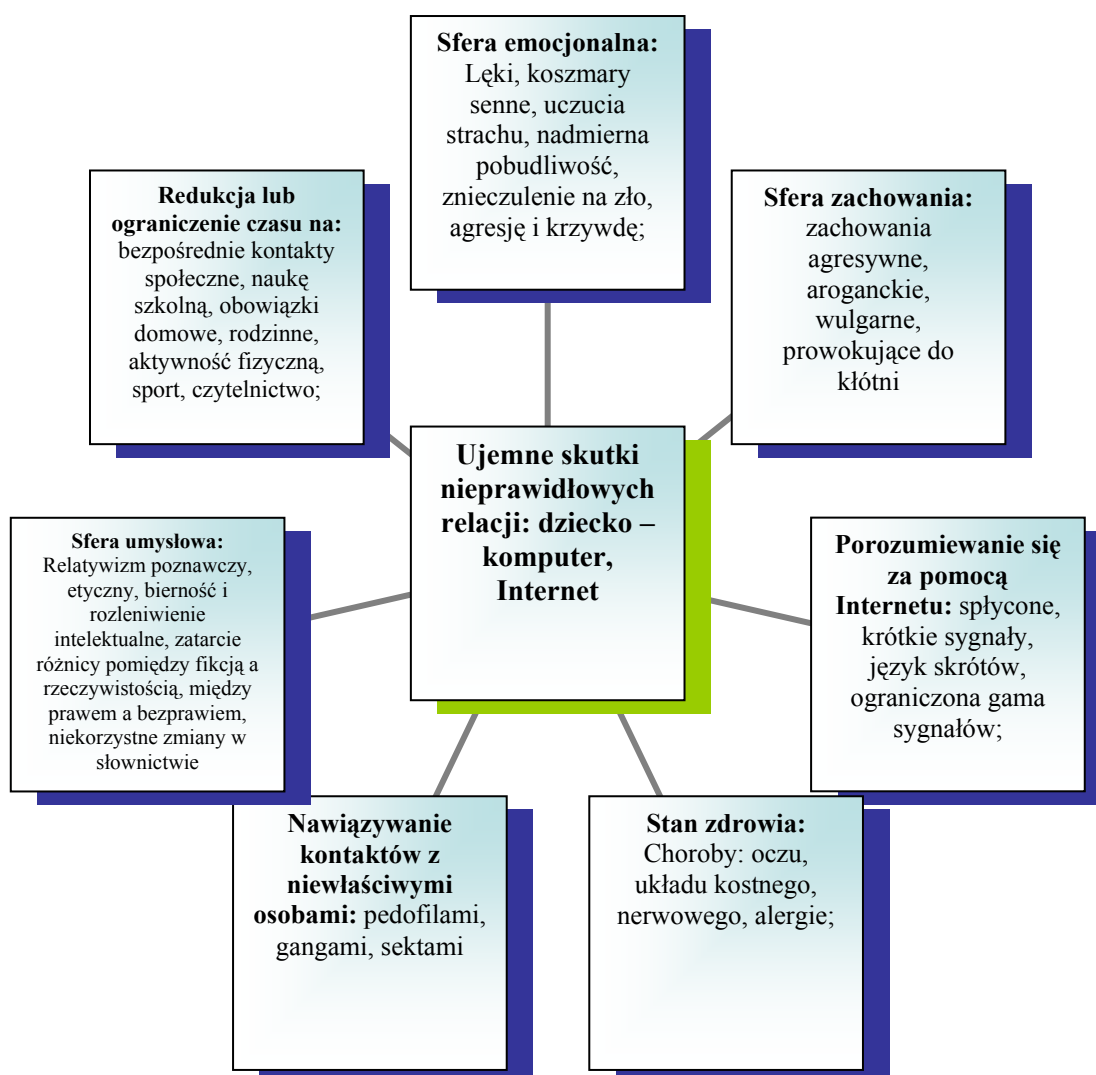 Sfera emocjonalna:
Lęki, koszmary
senne, uczucia
strachu, nadmierna
pobudliwość,
znieczulenie na zło,
agresję i krzywdę;
Redukcja lub
ograniczenie czasu na:
bezpośrednie kontakty
społeczne, naukę
szkolną, obowiązki
domowe, rodzinne,
aktywność fizyczną,
sport, czytelnictwo;
Sfera zachowania:
zachowania
agresywne,
aroganckie,
wulgarne,
prowokujące do
kłótni
Ujemne skutki
nieprawidłowych
relacji: dziecko –
komputer,
Internet
Sfera umysłowa:
Relatywizm poznawczy,
etyczny, bierność i
rozleniwienie
intelektualne, zatarcie
różnicy pomiędzy fikcją a
rzeczywistością, między
prawem a bezprawiem,
niekorzystne zmiany w
słownictwie
Porozumiewanie się
za pomocą
Internetu: spłycone,
krótkie sygnały,
język skrótów,
ograniczona gama
sygnałów;
Nawiązywanie
kontaktów z
niewłaściwymi
osobami: pedofilami,
gangami, sektami
Stan zdrowia:
Choroby: oczu,
układu kostnego,
nerwowego, alergie;